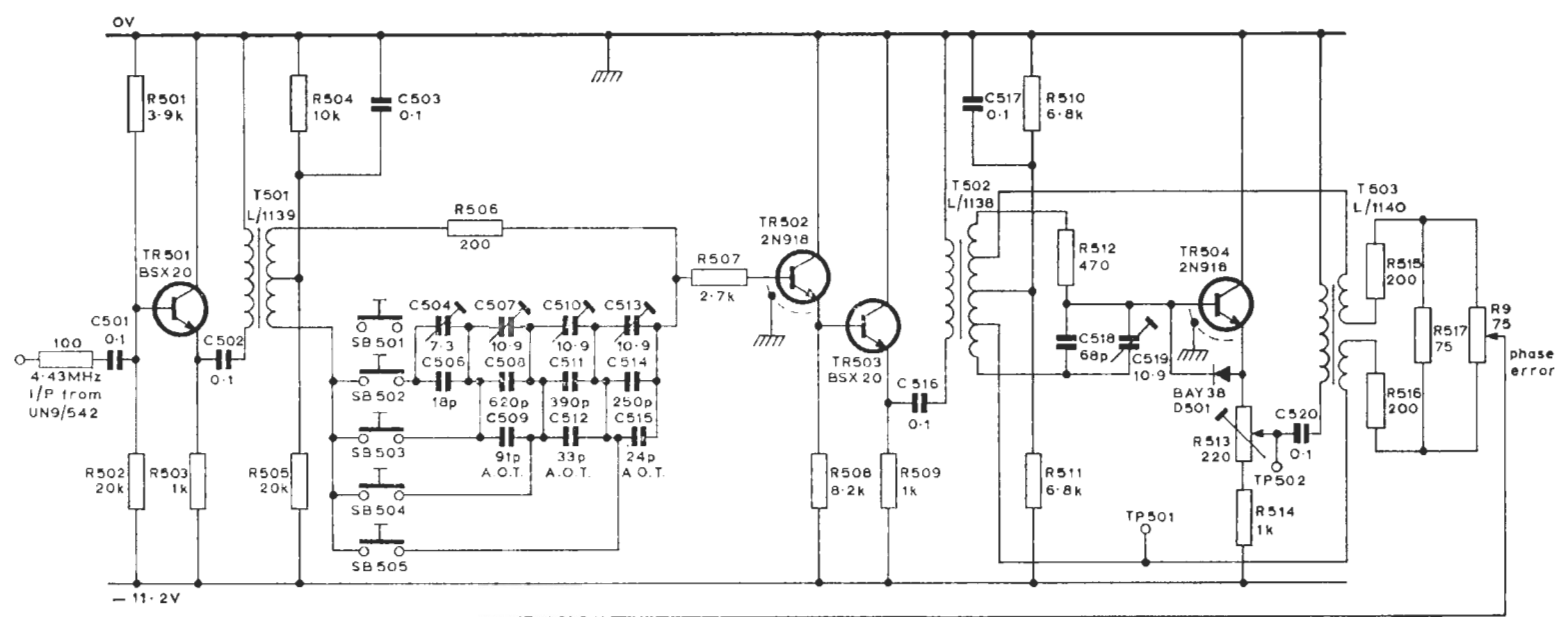 0V
R501
3·9k
R504
10k
C503
0·1
T501
L/1139
R506
200
TR501
BSX20
C501
0·1
100
4·43MHz
I/P from
UN9/542
C502
0·1
R502
20k
R503
1k
R505
20k
SB501
SB502
SB503
SB504
SB505
C504
7·3
C507
10·9
C510
10·9
C513
10·9
C506
18p
C508
620p
C511
390p
C514
250p
C509
91p
A.O.T.
C512
33p
A.O.T.
C515
24p
A.O.T.
R507
2·7k
TR502
2N918
TR503
BSX20
R508
8·2k
R509
1k
C516
0·1
C517
0·1
R510
6·8k
T502
L/1138
R511
6·8k
R512
470
C518
68p
C519
10·9
TR504
2N918
BAY38
D501
R513
220
R514
1k
C520
0·1
TP502
TP501
T503
L/1140
R515
200
R516
200
R517
75
R9
75
phase
error
−11·2V